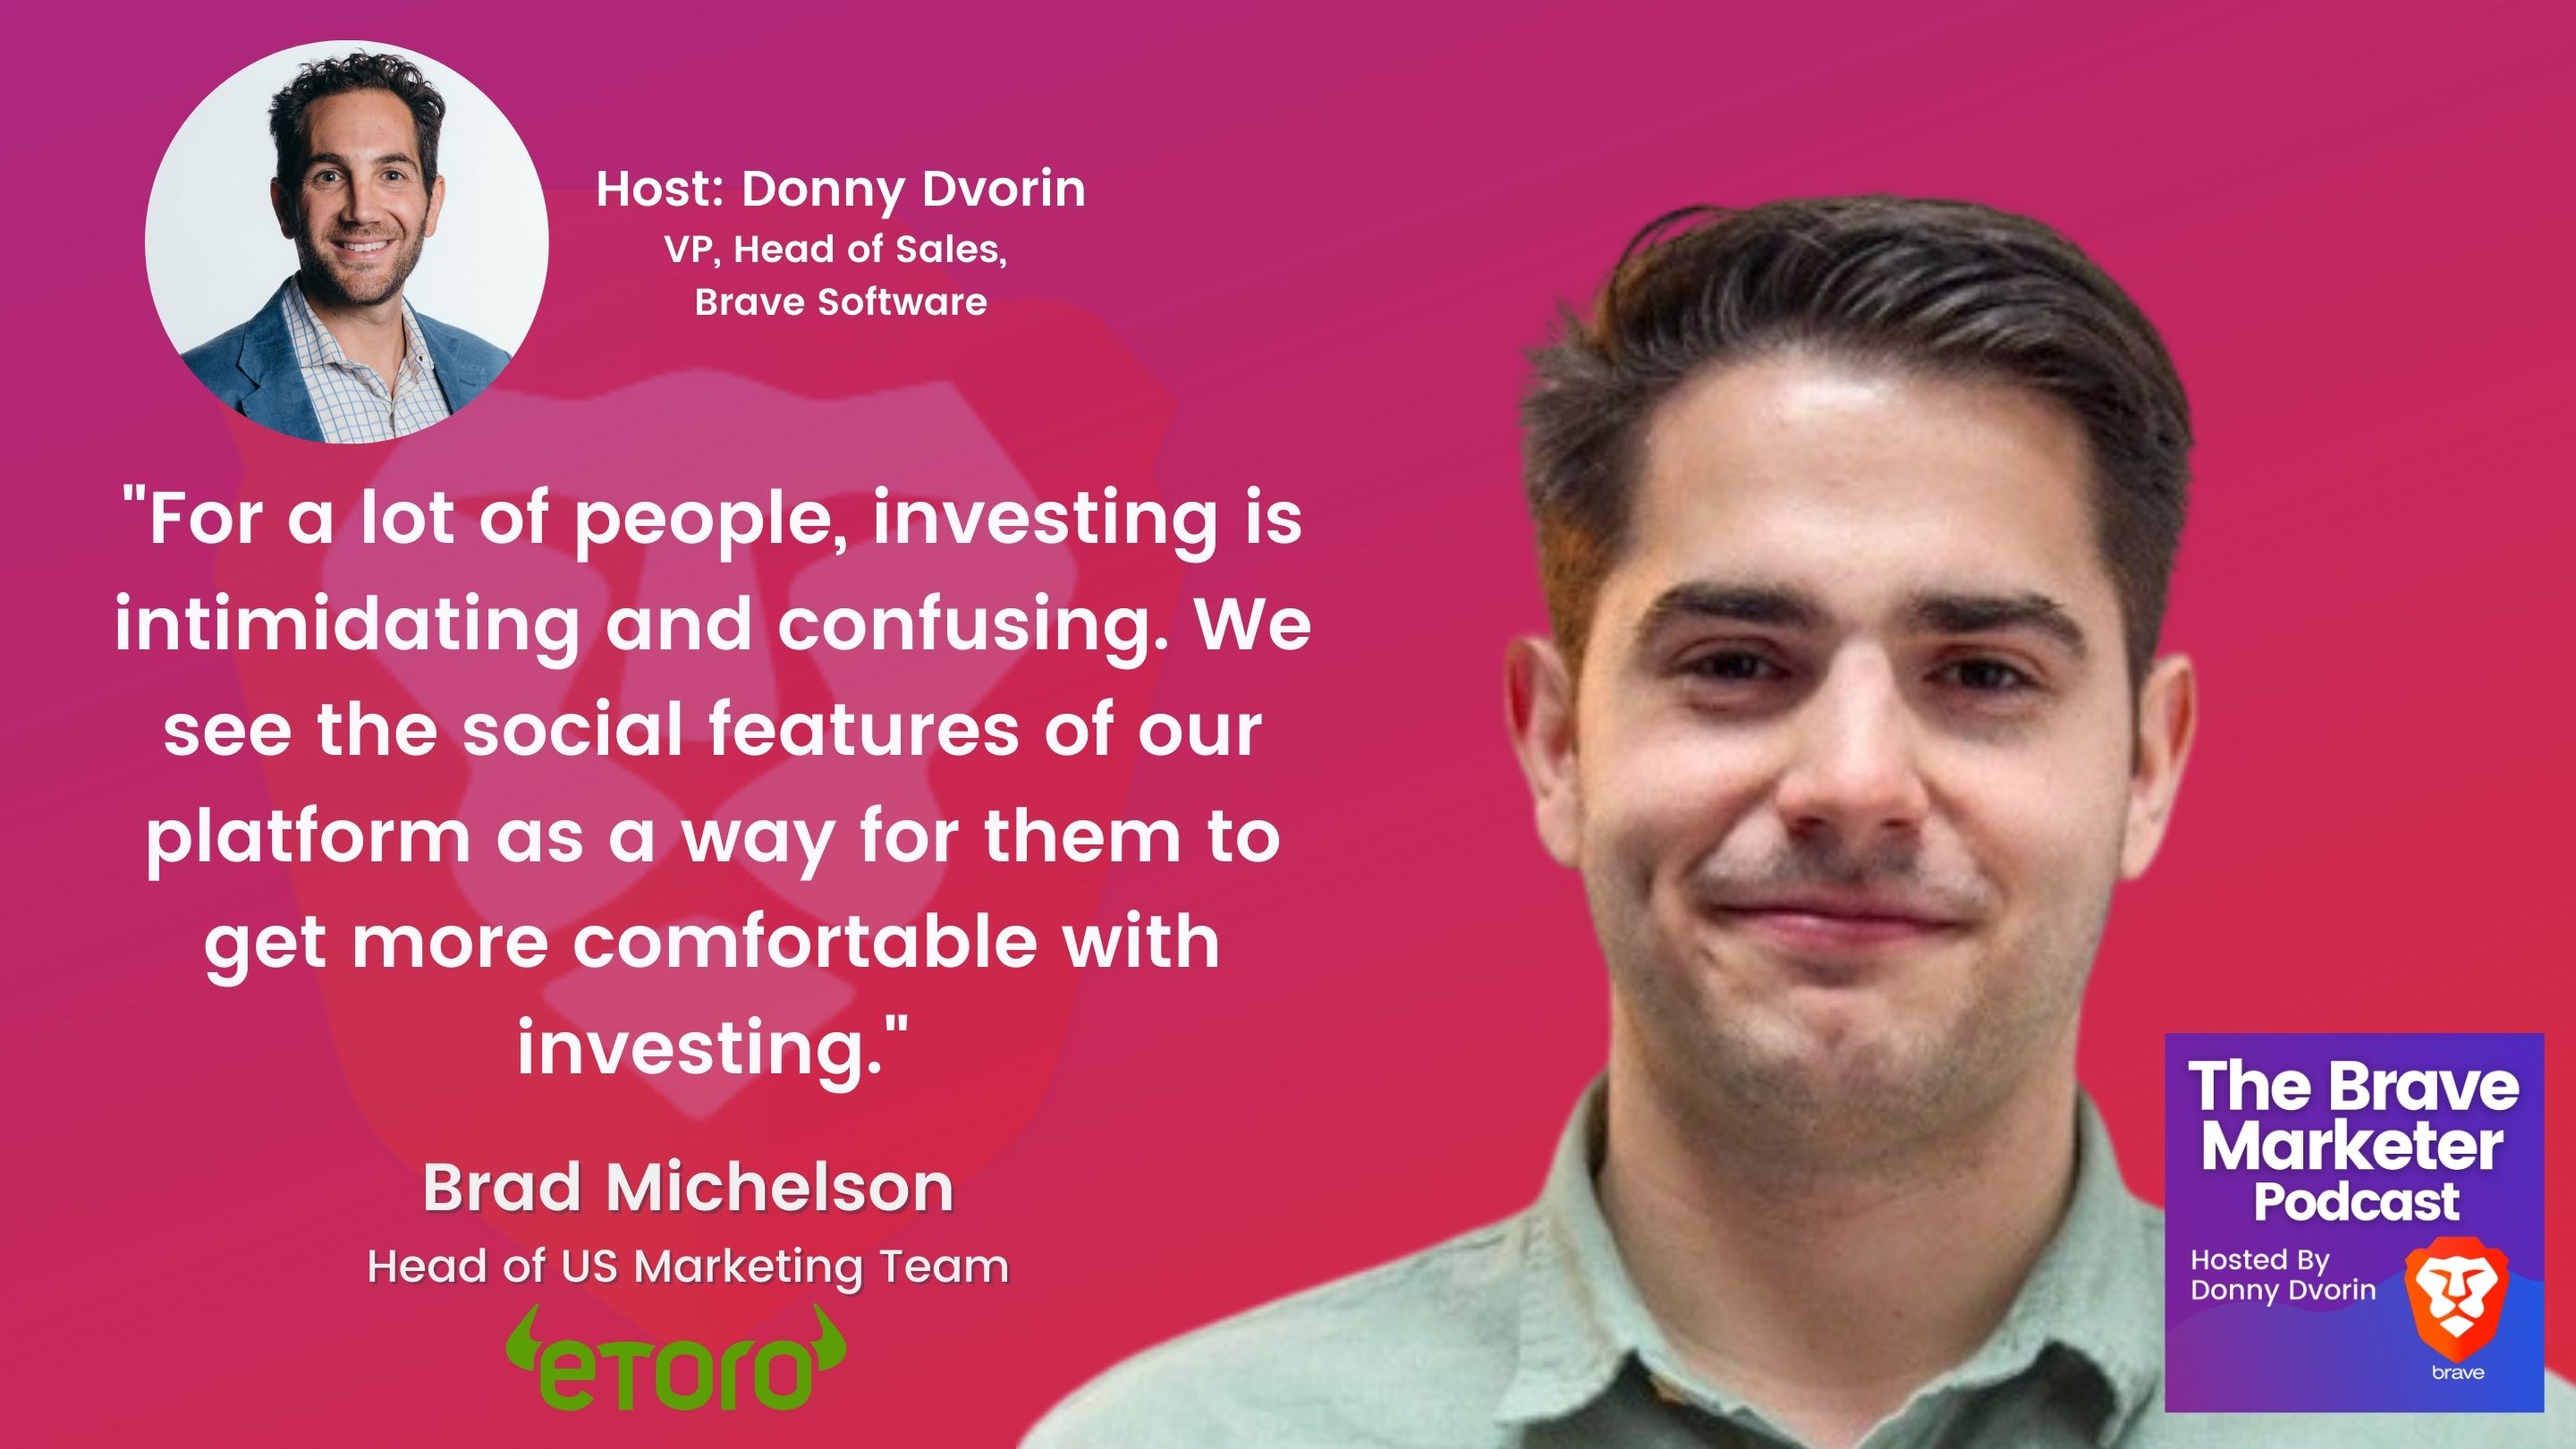 Host: Donny Dvorin
VP, Head of Sales,
Brave Software
"For a lot of people, investing is
intimidating and confusing. We
see the social features of our
platform as a way for them to
get more comfortable with
investing."
Brad Michelson
Head of US Marketing Team
eToro
The Brave
Marketer
Podcast
Hosted By
Donny Dvorin
brave